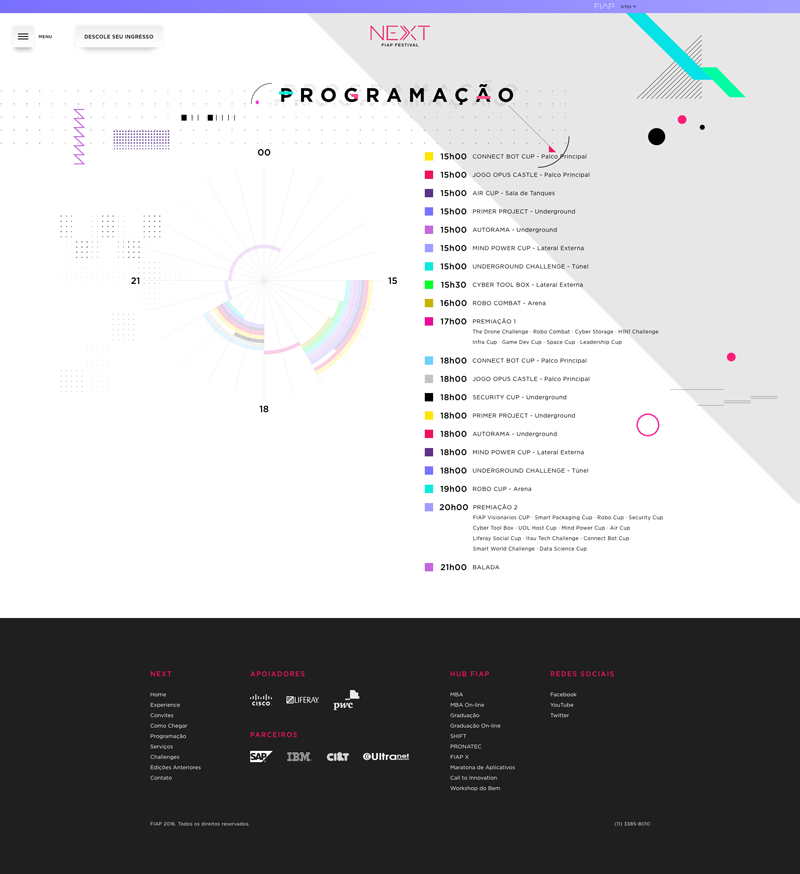 FIAP SITES
MENU
DESCOLE SEU INGRESSO
NEXT
FIAP FESTIVAL
PROGRAMAÇÃO
00
21
15
18
15h00 CONNECT BOT CUP - Palco Principal
15h00 JOGO OPUS CASTLE - Palco Principal
15h00 AIR CUP - Sala de Tanques
15h00 PRIMER PROJECT - Underground
15h00 AUTORAMA - Underground
15h00 MIND POWER CUP - Lateral Externa
15h00 UNDERGROUND CHALLENGE - Túnel
15h30 CYBER TOOL BOX - Lateral Externa
16h00 ROBO COMBAT - Arena
17h00 PREMIAÇÃO 1
The Drone Challenge · Robo Combat · Cyber Storage · H1N1 Challenge
Infra Cup · Game Dev Cup · Space Cup · Leadership Cup
18h00 CONNECT BOT CUP - Palco Principal
18h00 JOGO OPUS CASTLE - Palco Principal
18h00 SECURITY CUP - Underground
18h00 PRIMER PROJECT - Underground
18h00 AUTORAMA - Underground
18h00 MIND POWER CUP - Lateral Externa
18h00 UNDERGROUND CHALLENGE - Túnel
19h00 ROBO CUP - Arena
20h00 PREMIAÇÃO 2
FIAP Visionários CUP · Smart Packaging Cup · Robo Cup · Security Cup
Cyber Tool Box · UOL Host Cup · Mind Power Cup · Air Cup
Liferay Social Cup · Itau Tech Challenge · Connect Bot Cup
Smart World Challenge · Data Science Cup
21h00 BALADA
NEXT
Home
Experience
Convites
Como Chegar
Programação
Serviços
Challenges
Edições Anteriores
Contato
APOIADORES
CISCO LIFERAY pwc
PARCEIROS
SAP IBM CI&T Ultranet
HUB FIAP
MBA
MBA On-line
Graduação
Graduação On-line
SHIFT
PRONATEC
FIAP X
Maratona de Aplicativos
Call to Innovation
Workshop do Bem
REDES SOCIAIS
Facebook
YouTube
Twitter
FIAP 2016. Todos os direitos reservados.
(11) 3385-8010